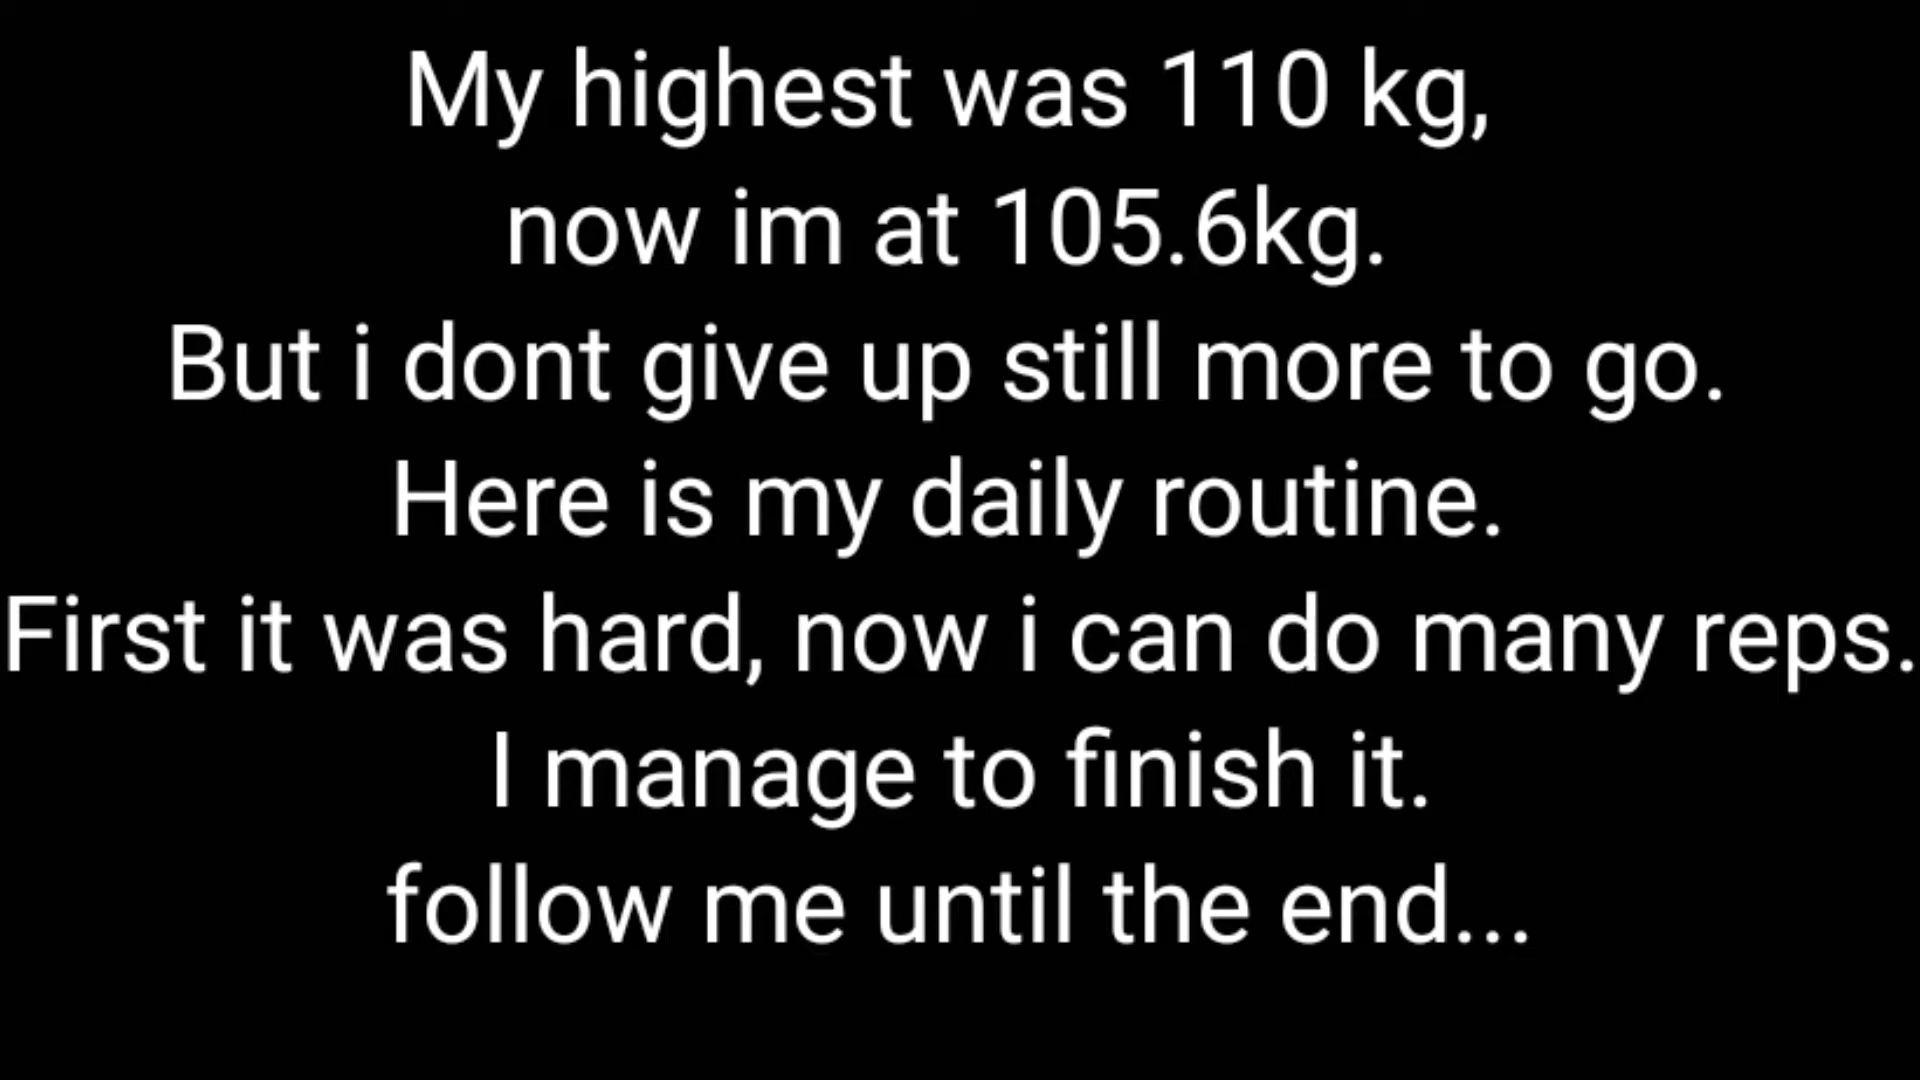 My highest was 110 kg,
now im at 105.6kg.
But i dont give up still more to go.
Here is my daily routine.
First it was hard, now i can do many reps.
I manage to finish it.
follow me until the end...